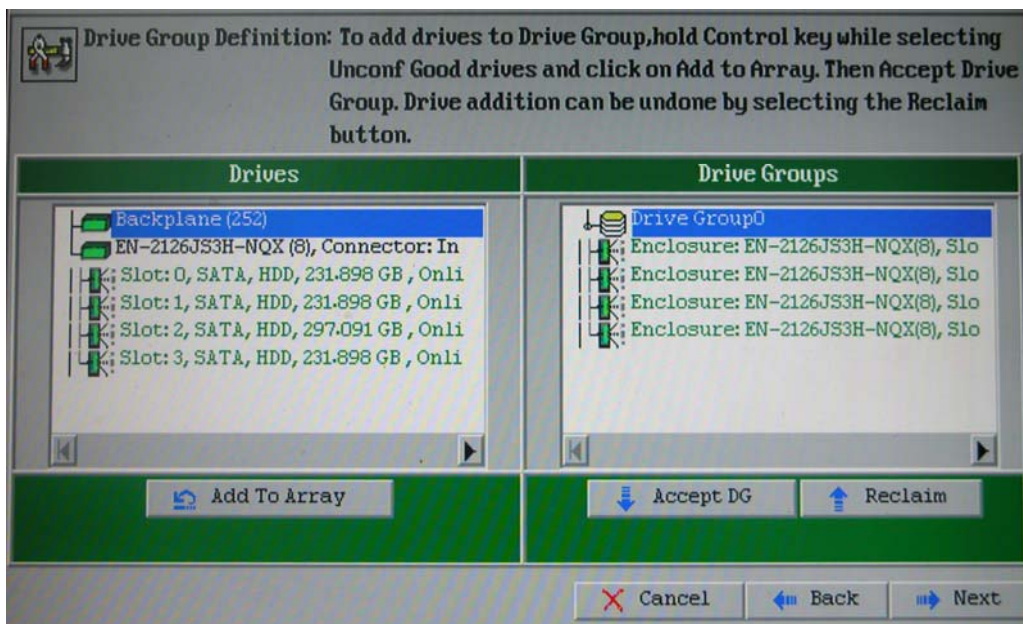 Drive Group Definition: To add drives to Drive Group,hold Control key while selecting
Unconf Good drives and click on Add to Array. Then Accept Drive
Group. Drive addition can be undone by selecting the Reclaim
button.
Drives
Backplane (252)
EN-2126JS3H-NQX (8), Connector: In
Slot: 0, SATA, HDD, 231.898 GB , Onli
Slot: 1, SATA, HDD, 231.898 GB , Onli
Slot: 2, SATA, HDD, 297.091 GB , Onli
Slot: 3, SATA, HDD, 231.898 GB , Onli
Add To Array
Drive Groups
Drive Group0
Enclosure: EN-2126JS3H-NQX(8), Slo
Enclosure: EN-2126JS3H-NQX(8), Slo
Enclosure: EN-2126JS3H-NQX(8), Slo
Enclosure: EN-2126JS3H-NQX(8), Slo
Accept DG
Reclaim
Cancel
Back
Next